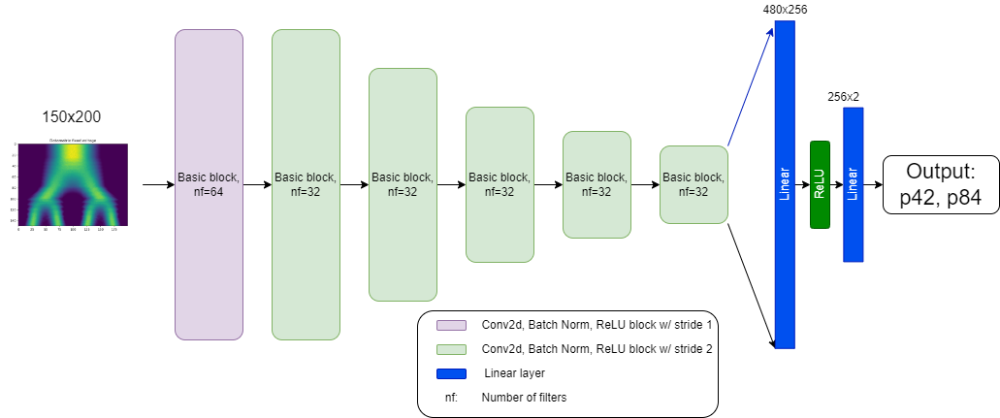 480x256
150x200
256x2
Basic block,
nf=64
Basic block,
nf=32
Basic block,
nf=32
Basic block,
nf=32
Basic block,
nf=32
Basic block,
nf=32
Linear
ReLU
Linear
Output:
p42, p84
Conv2d, Batch Norm, ReLU block w/ stride 1
Conv2d, Batch Norm, ReLU block w/ stride 2
Linear layer
nf: Number of filters